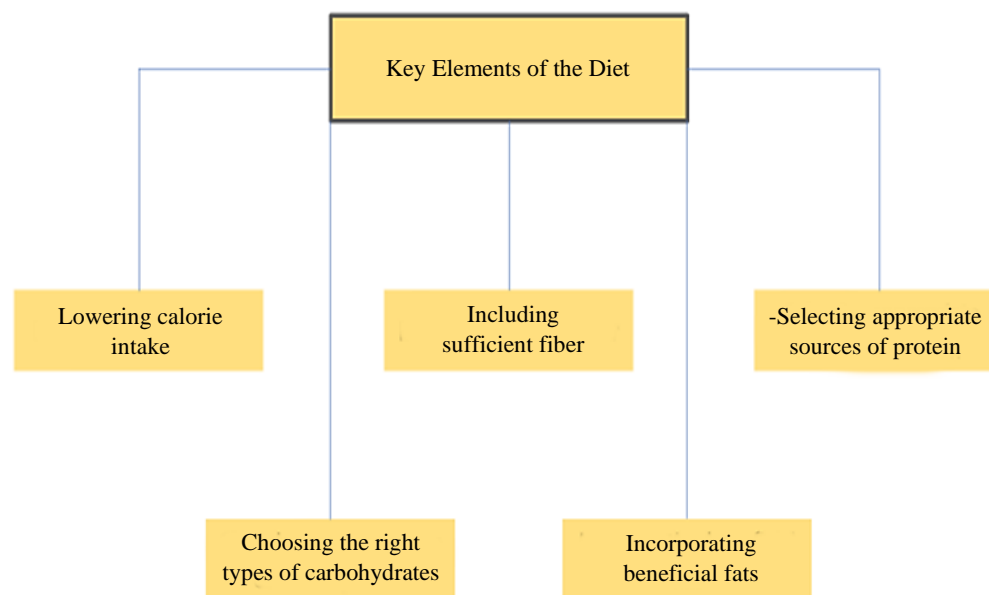 Key Elements of the Diet
Lowering calorie
intake
Including
sufficient fiber
-Selecting appropriate
sources of protein
Choosing the right
types of carbohydrates
Incorporating
beneficial fats